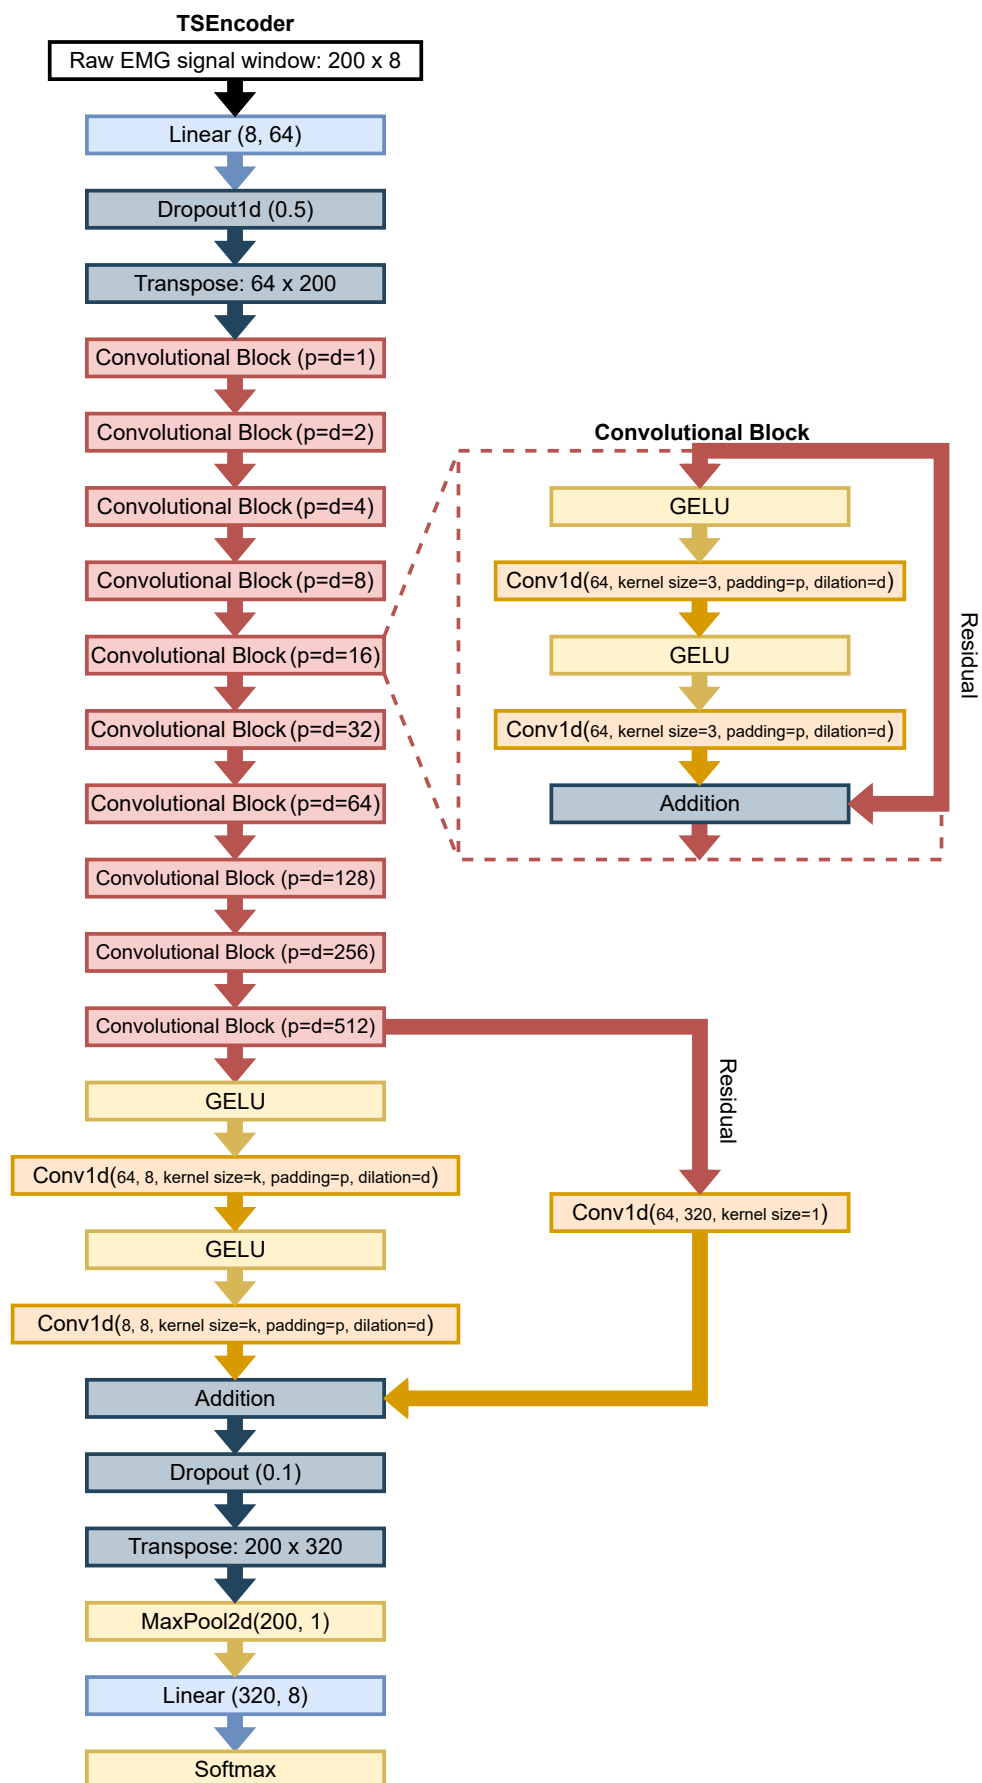 TSEncoder
Raw EMG signal window: 200 x 8
Linear (8, 64)
Dropout1d (0.5)
Transpose: 64 x 200
Convolutional Block (p=d=1)
Convolutional Block (p=d=2)
Convolutional Block (p=d=4)
Convolutional Block (p=d=8)
Convolutional Block (p=d=16)
Convolutional Block (p=d=32)
Convolutional Block (p=d=64)
Convolutional Block (p=d=128)
Convolutional Block (p=d=256)
Convolutional Block (p=d=512)
GELU
Conv1d(64, 8, kernel size=k, padding=p, dilation=d)
GELU
Conv1d(8, 8, kernel size=k, padding=p, dilation=d)
Addition
Dropout (0.1)
Transpose: 200 x 320
MaxPool2d(200, 1)
Linear (320, 8)
Softmax
Convolutional Block
GELU
Conv1d(64, kernel size=3, padding=p, dilation=d)
GELU
Conv1d(64, kernel size=3, padding=p, dilation=d)
Addition
Residual
Residual
Conv1d(64, 320, kernel size=1)